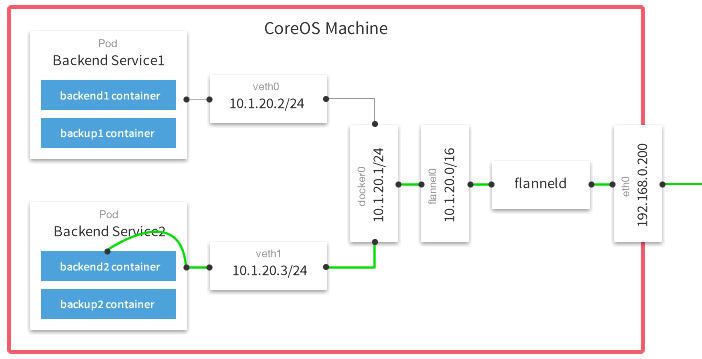 CoreOS Machine
Pod
Backend Service1
backend1 container
backup1 container
veth0
10.1.20.2/24
Pod
Backend Service2
backend2 container
backup2 container
veth1
10.1.20.3/24
docker0
10.1.20.1/24
flannel0
10.1.20.0/16
flanneld
eth0
192.168.0.200